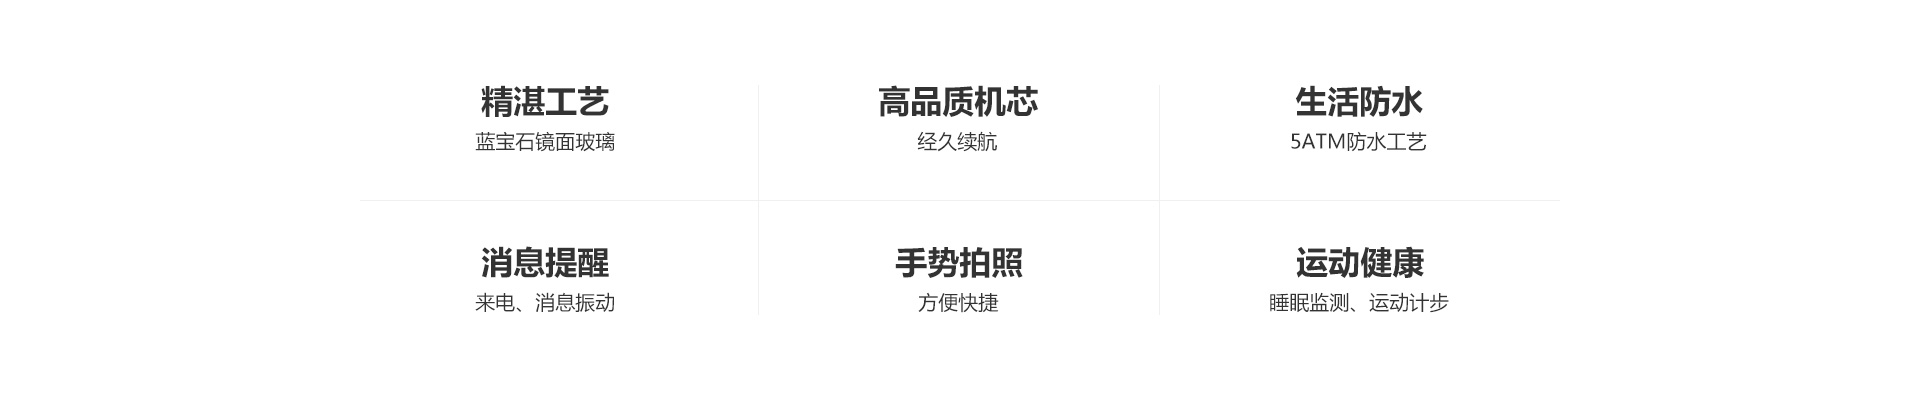 精湛工艺
蓝宝石镜面玻璃
高品质机芯
经久续航
生活防水
5ATM防水工艺
消息提醒
来电、消息振动
手势拍照
方便快捷
运动健康
睡眠监测、运动计步